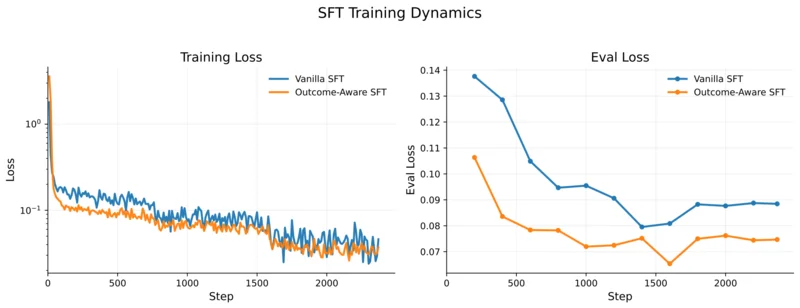 SFT Training Dynamics
Training Loss
Vanilla SFT
Outcome-Aware SFT
10⁰
10⁻¹
Loss
0 500 1000 1500 2000
Step
Eval Loss
Vanilla SFT
Outcome-Aware SFT
0.14
0.13
0.12
0.11
0.10
0.09
0.08
0.07
Eval Loss
0 500 1000 1500 2000
Step